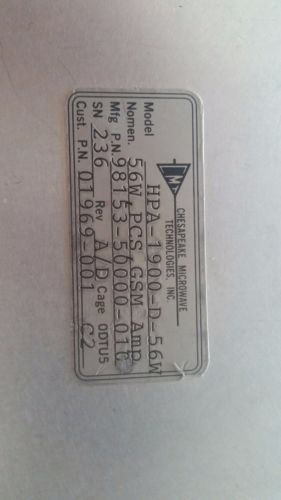 CHESAPEAKE MICROWAVE
TECHNOLOGIES, INC.
Model HPA-1900-D-56W
Nomen. 56W PCS GSM Amp
Mfg P.N. 98153-50000-01C
SN 236 Rev A/D Cage 0DTU5
Cust. P.N. 01969-001 C2